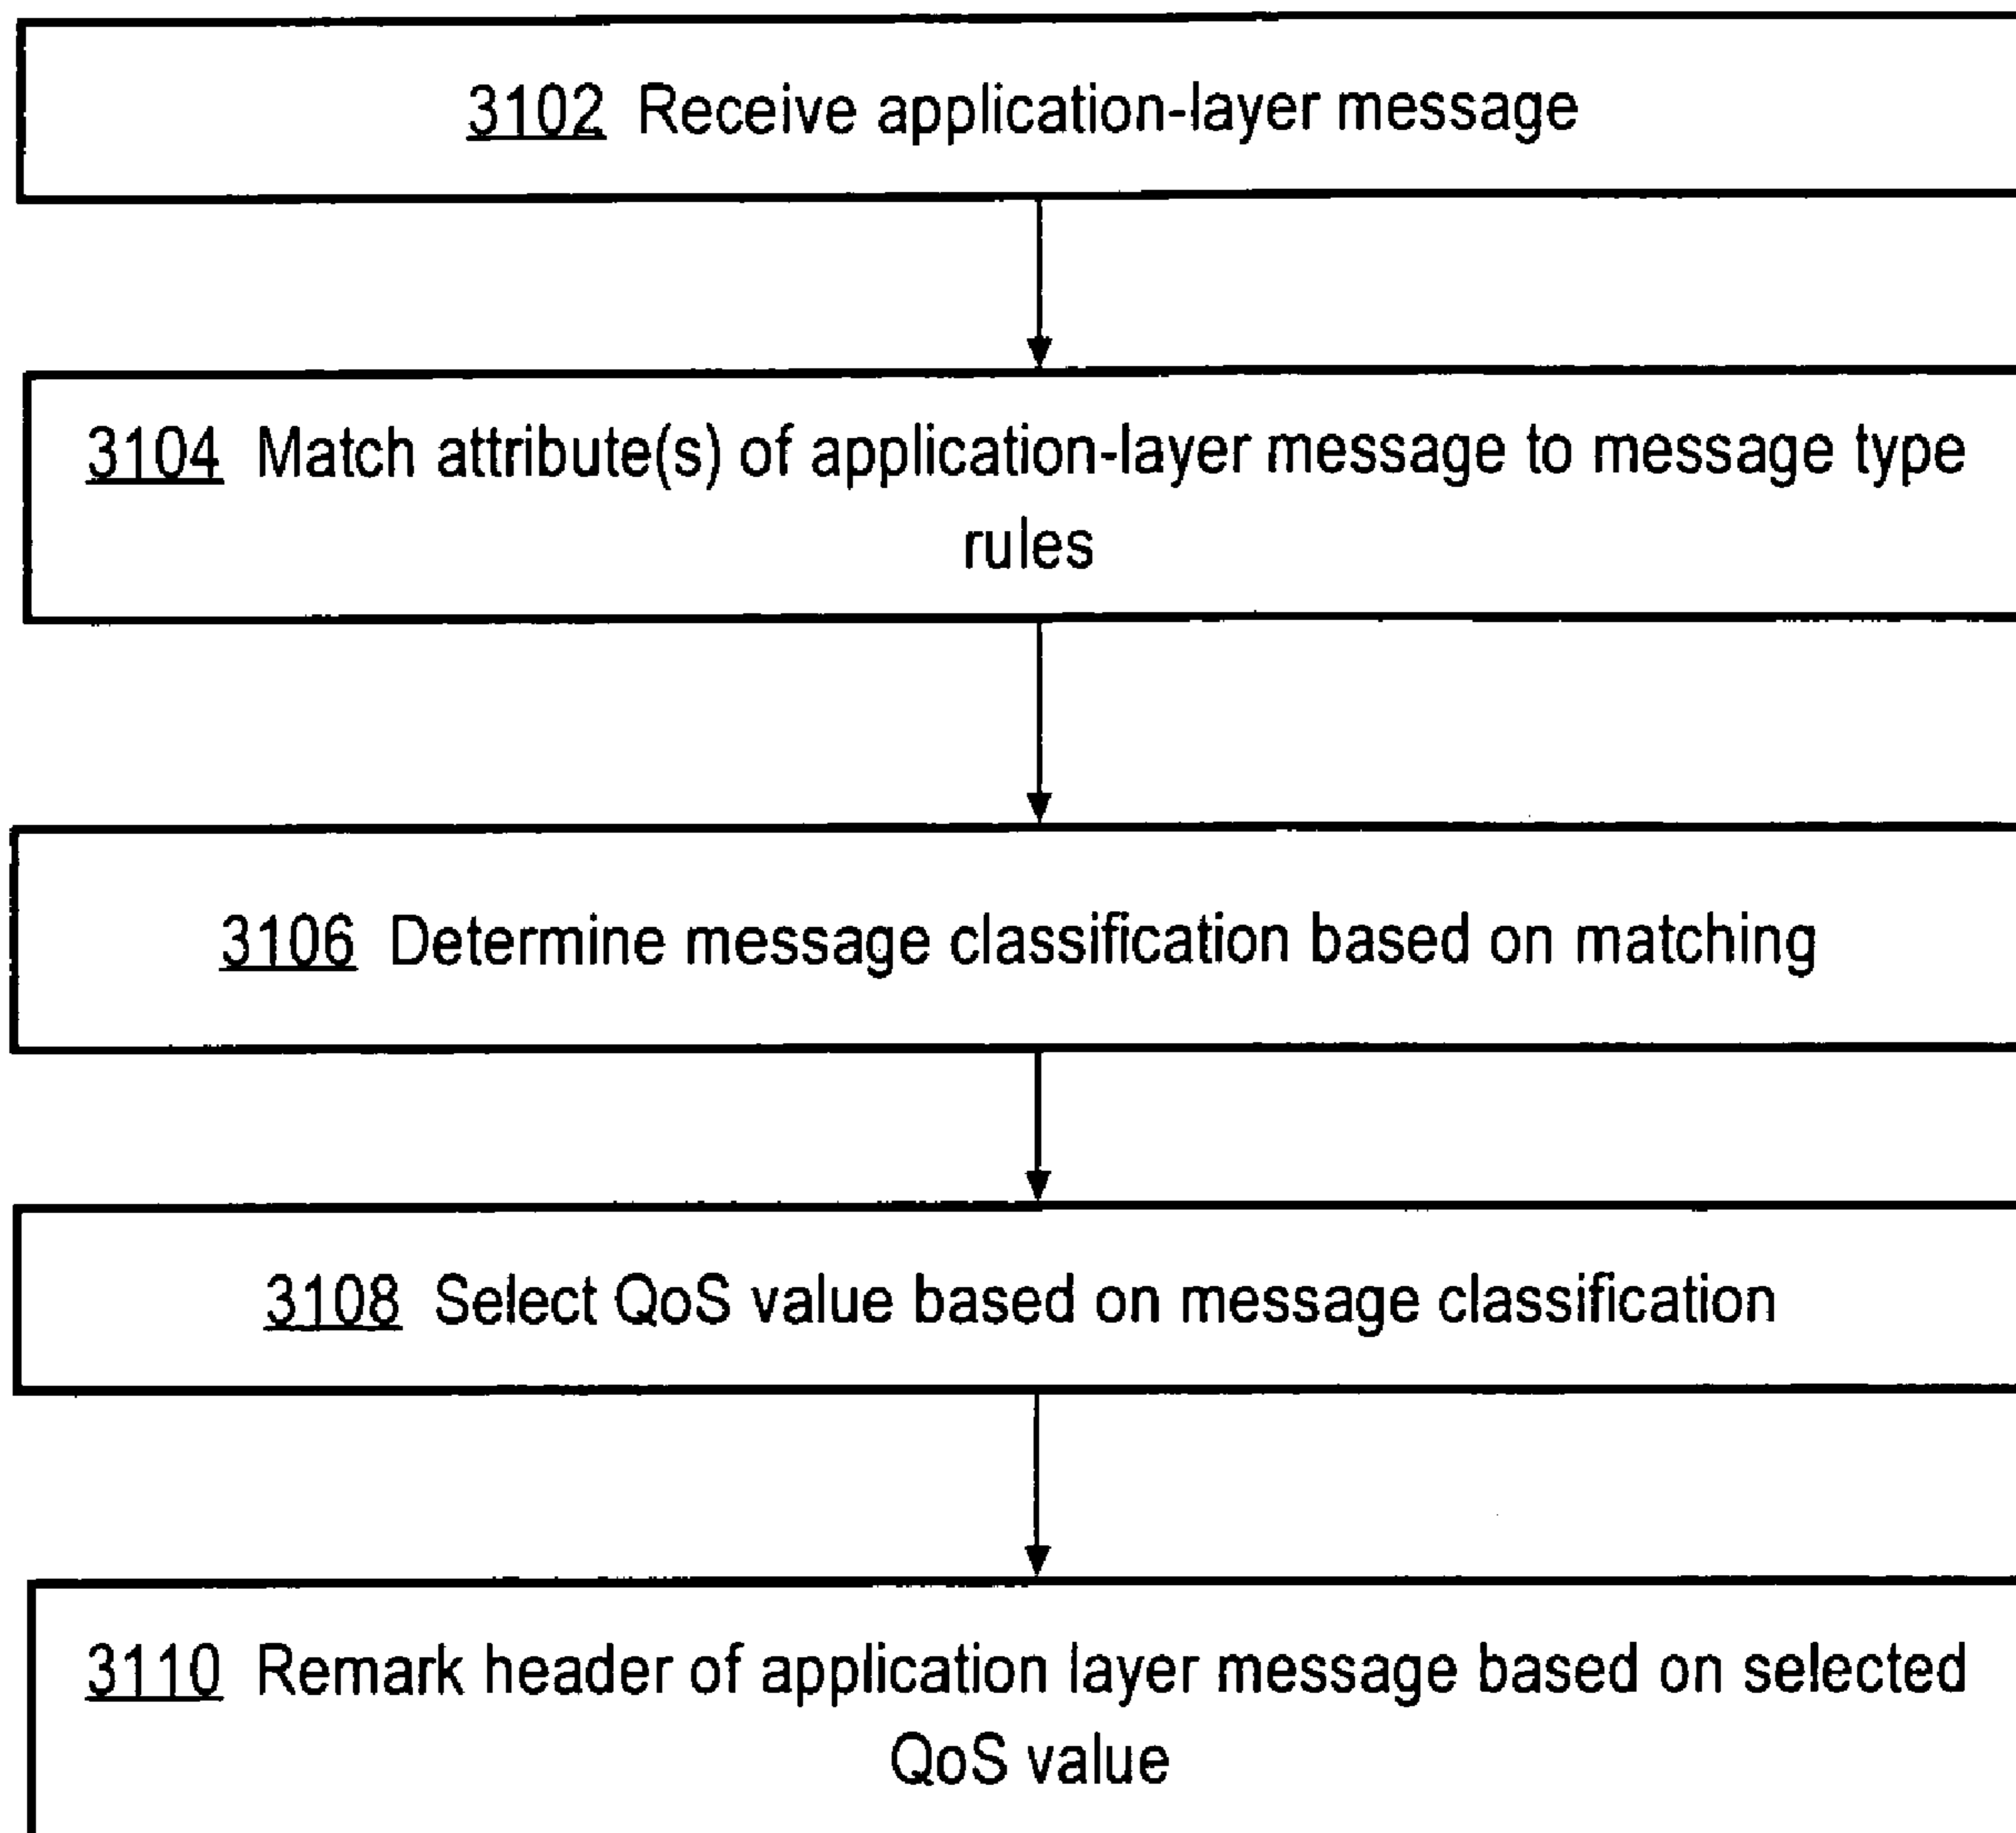 3102 Receive application-layer message
3104 Match attribute(s) of application-layer message to message type
rules
3106 Determine message classification based on matching
3108 Select QoS value based on message classification
3110 Remark header of application layer message based on selected
QoS value